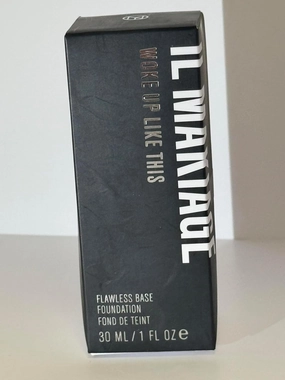 IL MAKIAGE
WOKE UP LIKE THIS
FLAWLESS BASE
FOUNDATION
FOND DE TEINT
30 ML/1 FL OZ℮